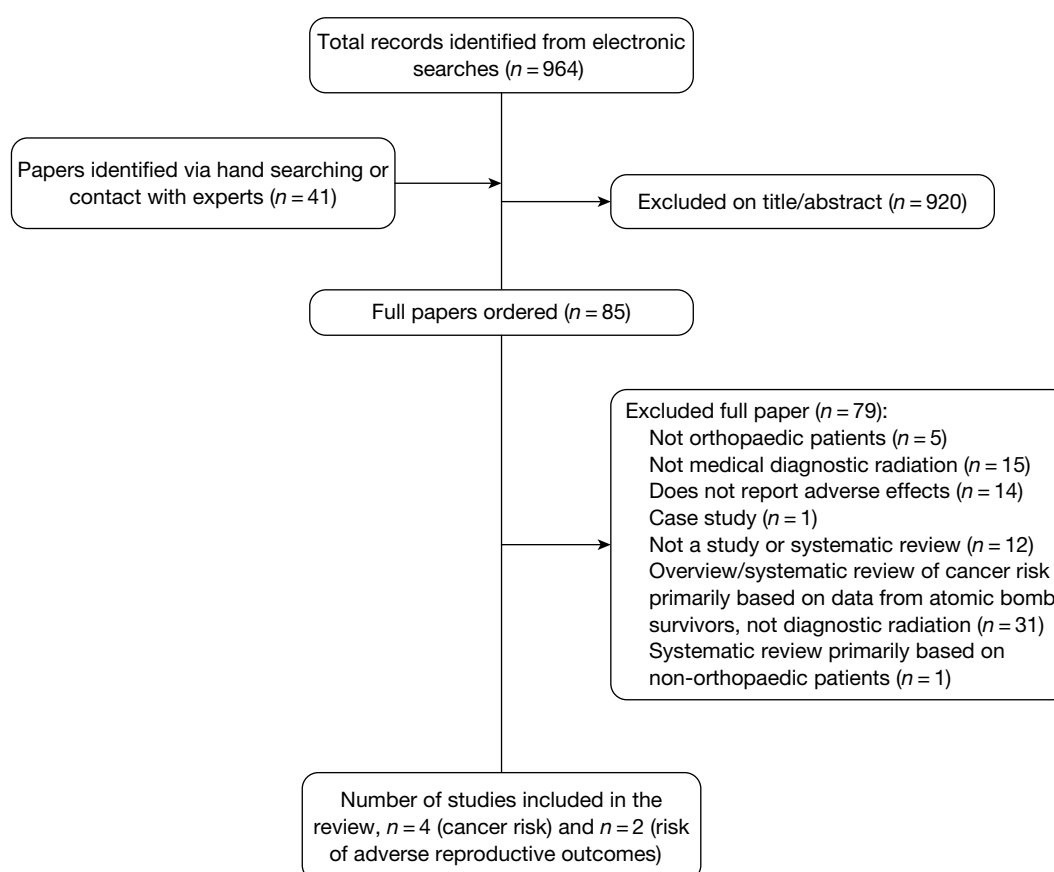 Total records identified from electronic
searches (n = 964)
Papers identified via hand searching or
contact with experts (n = 41)
Excluded on title/abstract (n = 920)
Full papers ordered (n = 85)
Excluded full paper (n = 79):
Not orthopaedic patients (n = 5)
Not medical diagnostic radiation (n = 15)
Does not report adverse effects (n = 14)
Case study (n = 1)
Not a study or systematic review (n = 12)
Overview/systematic review of cancer risk
primarily based on data from atomic bomb
survivors, not diagnostic radiation (n = 31)
Systematic review primarily based on
non-orthopaedic patients (n = 1)
Number of studies included in the
review, n = 4 (cancer risk) and n = 2 (risk
of adverse reproductive outcomes)